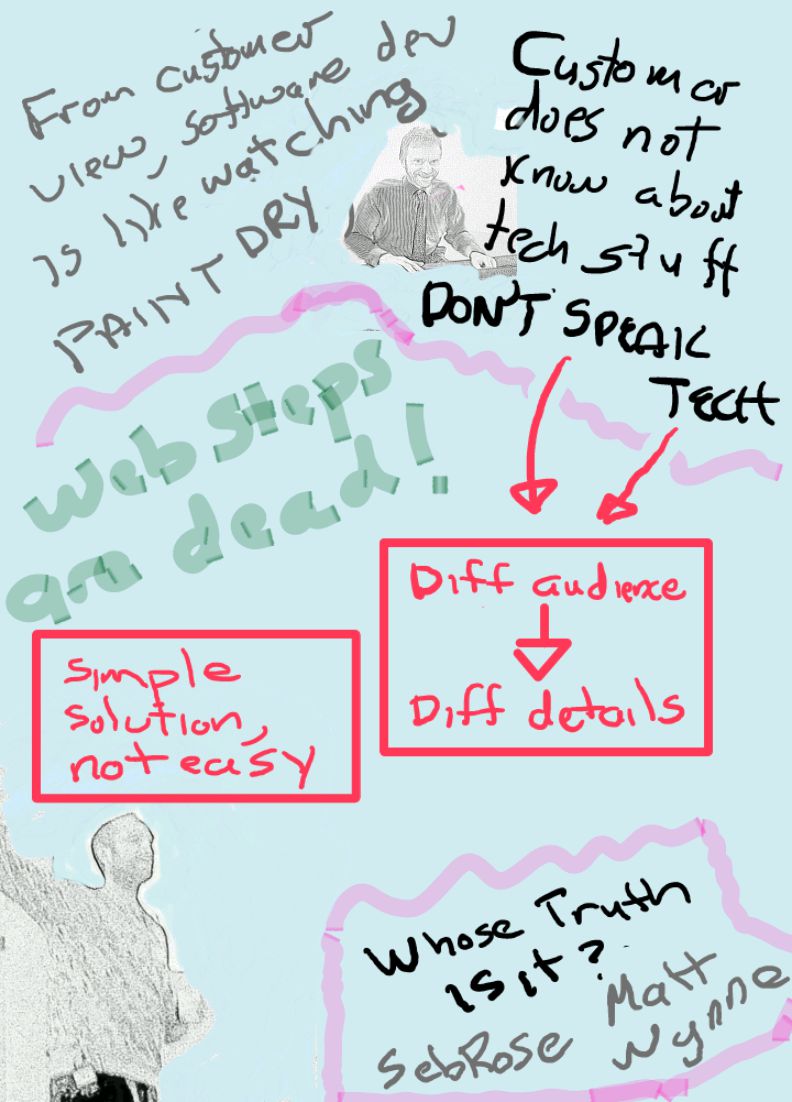 From customer
view, software dev
is like watching
PAINT DRY
Customer
does not
know about
tech stuff
DON'T SPEAK
TECH
Web Steps
are dead!
Diff audience
Diff details
simple
solution,
not easy
Whose Truth
is it?
SebRose Matt
Wynne